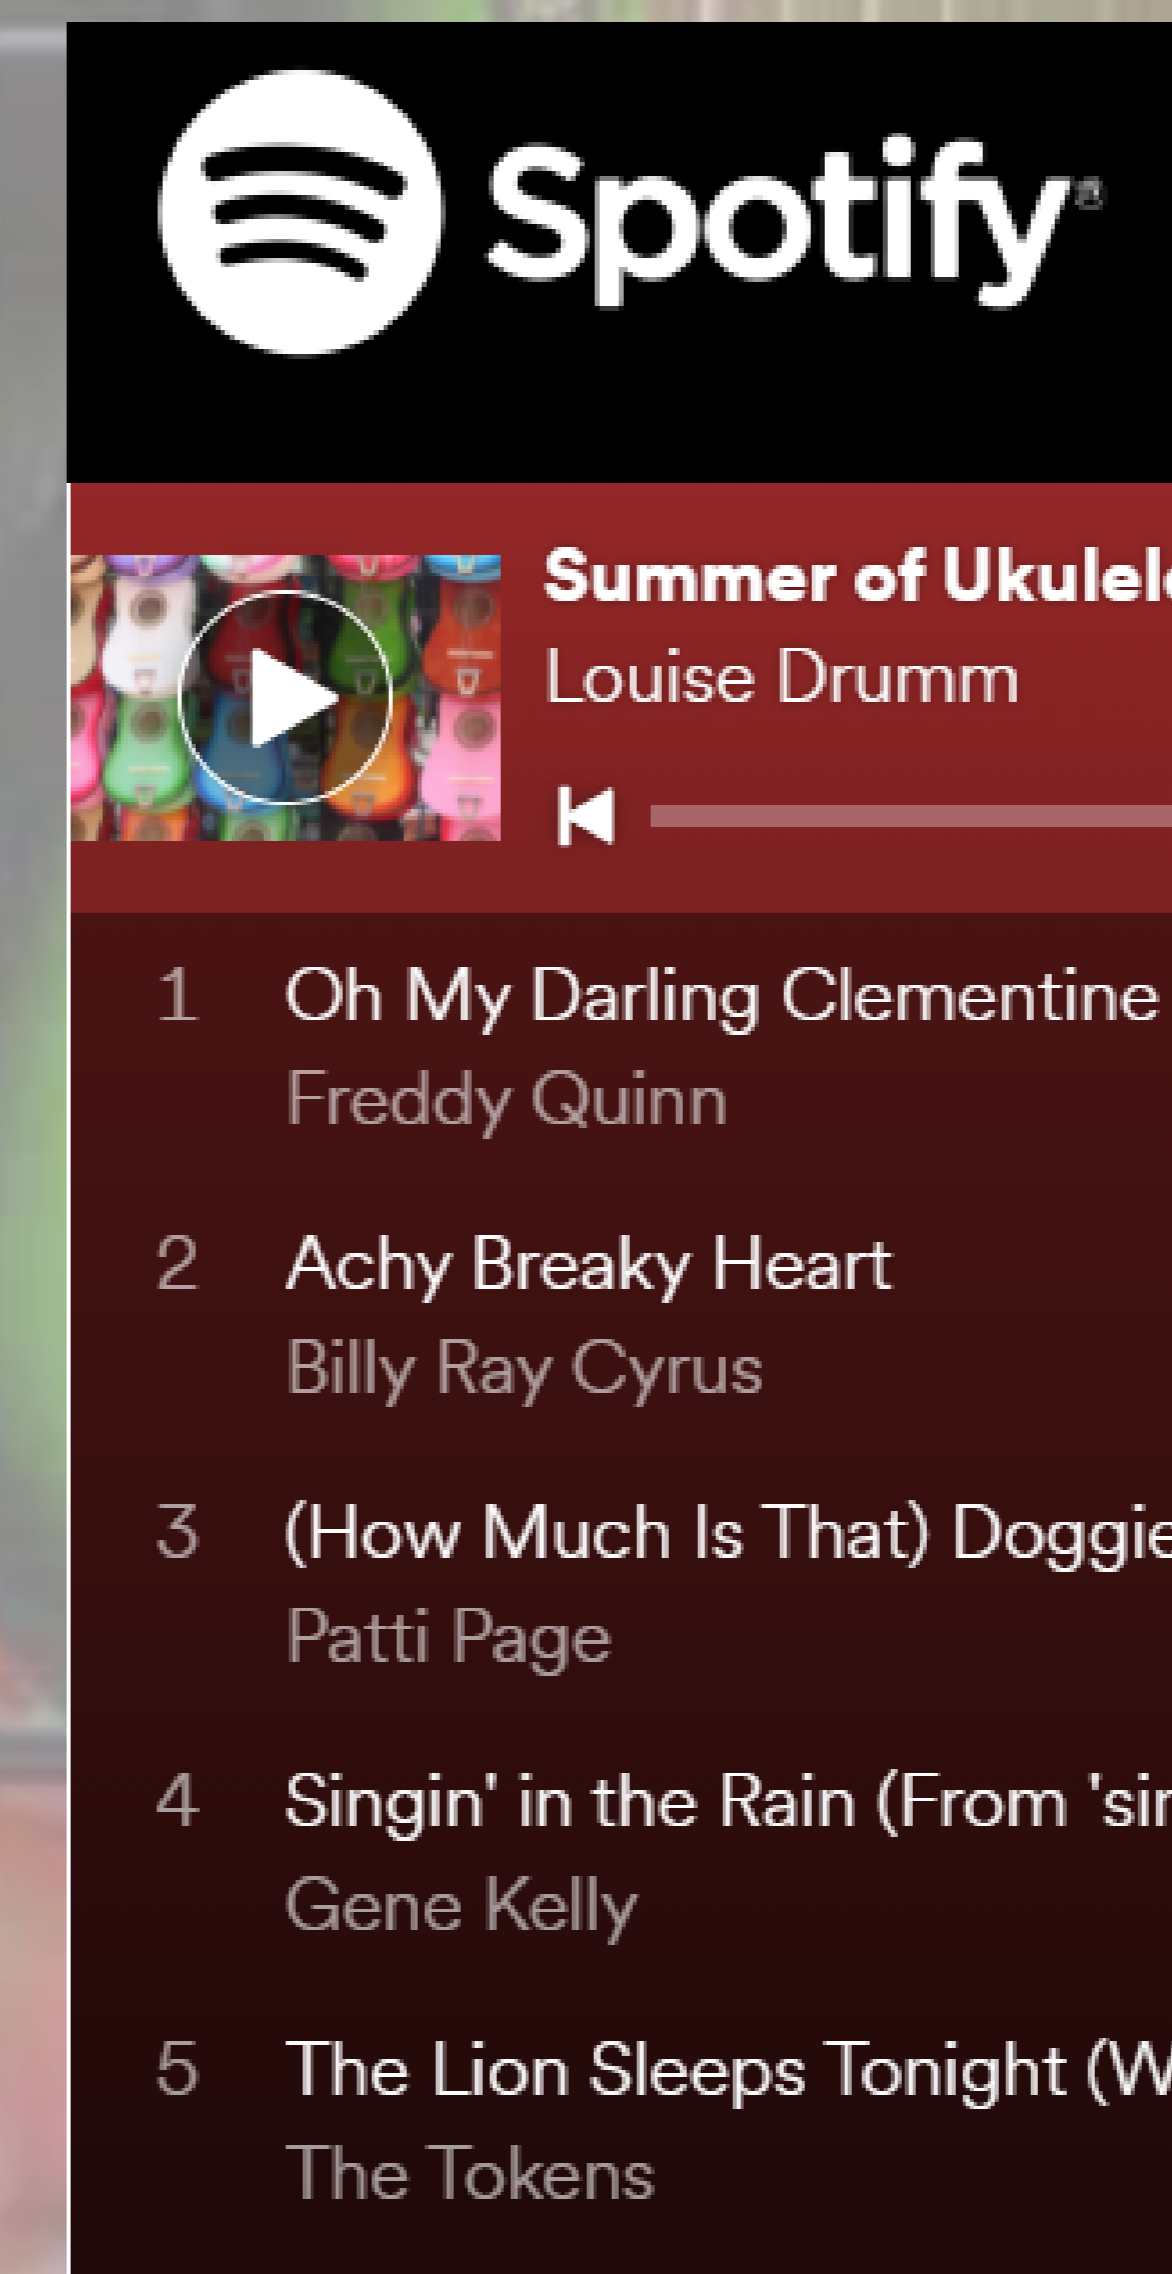 Spotify®
Summer of Ukulele
Louise Drumm
1 Oh My Darling Clementine
Freddy Quinn
2 Achy Breaky Heart
Billy Ray Cyrus
3 (How Much Is That) Doggie
Patti Page
4 Singin' in the Rain (From 'sin
Gene Kelly
5 The Lion Sleeps Tonight (W
The Tokens